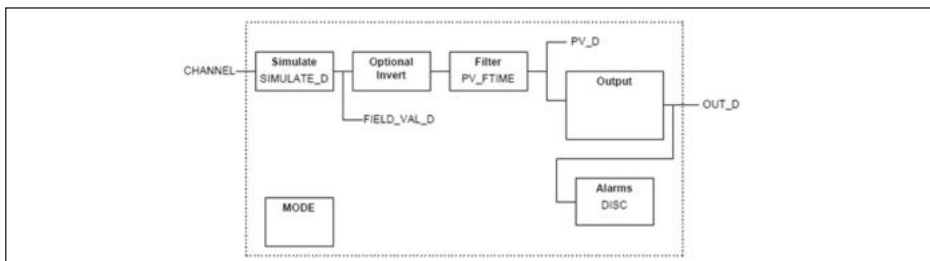 CHANNEL
Simulate
SIMULATE_D
Optional
Invert
Filter
PV_FTIME
PV_D
Output
OUT_D
FIELD_VAL_D
MODE
Alarms
DISC